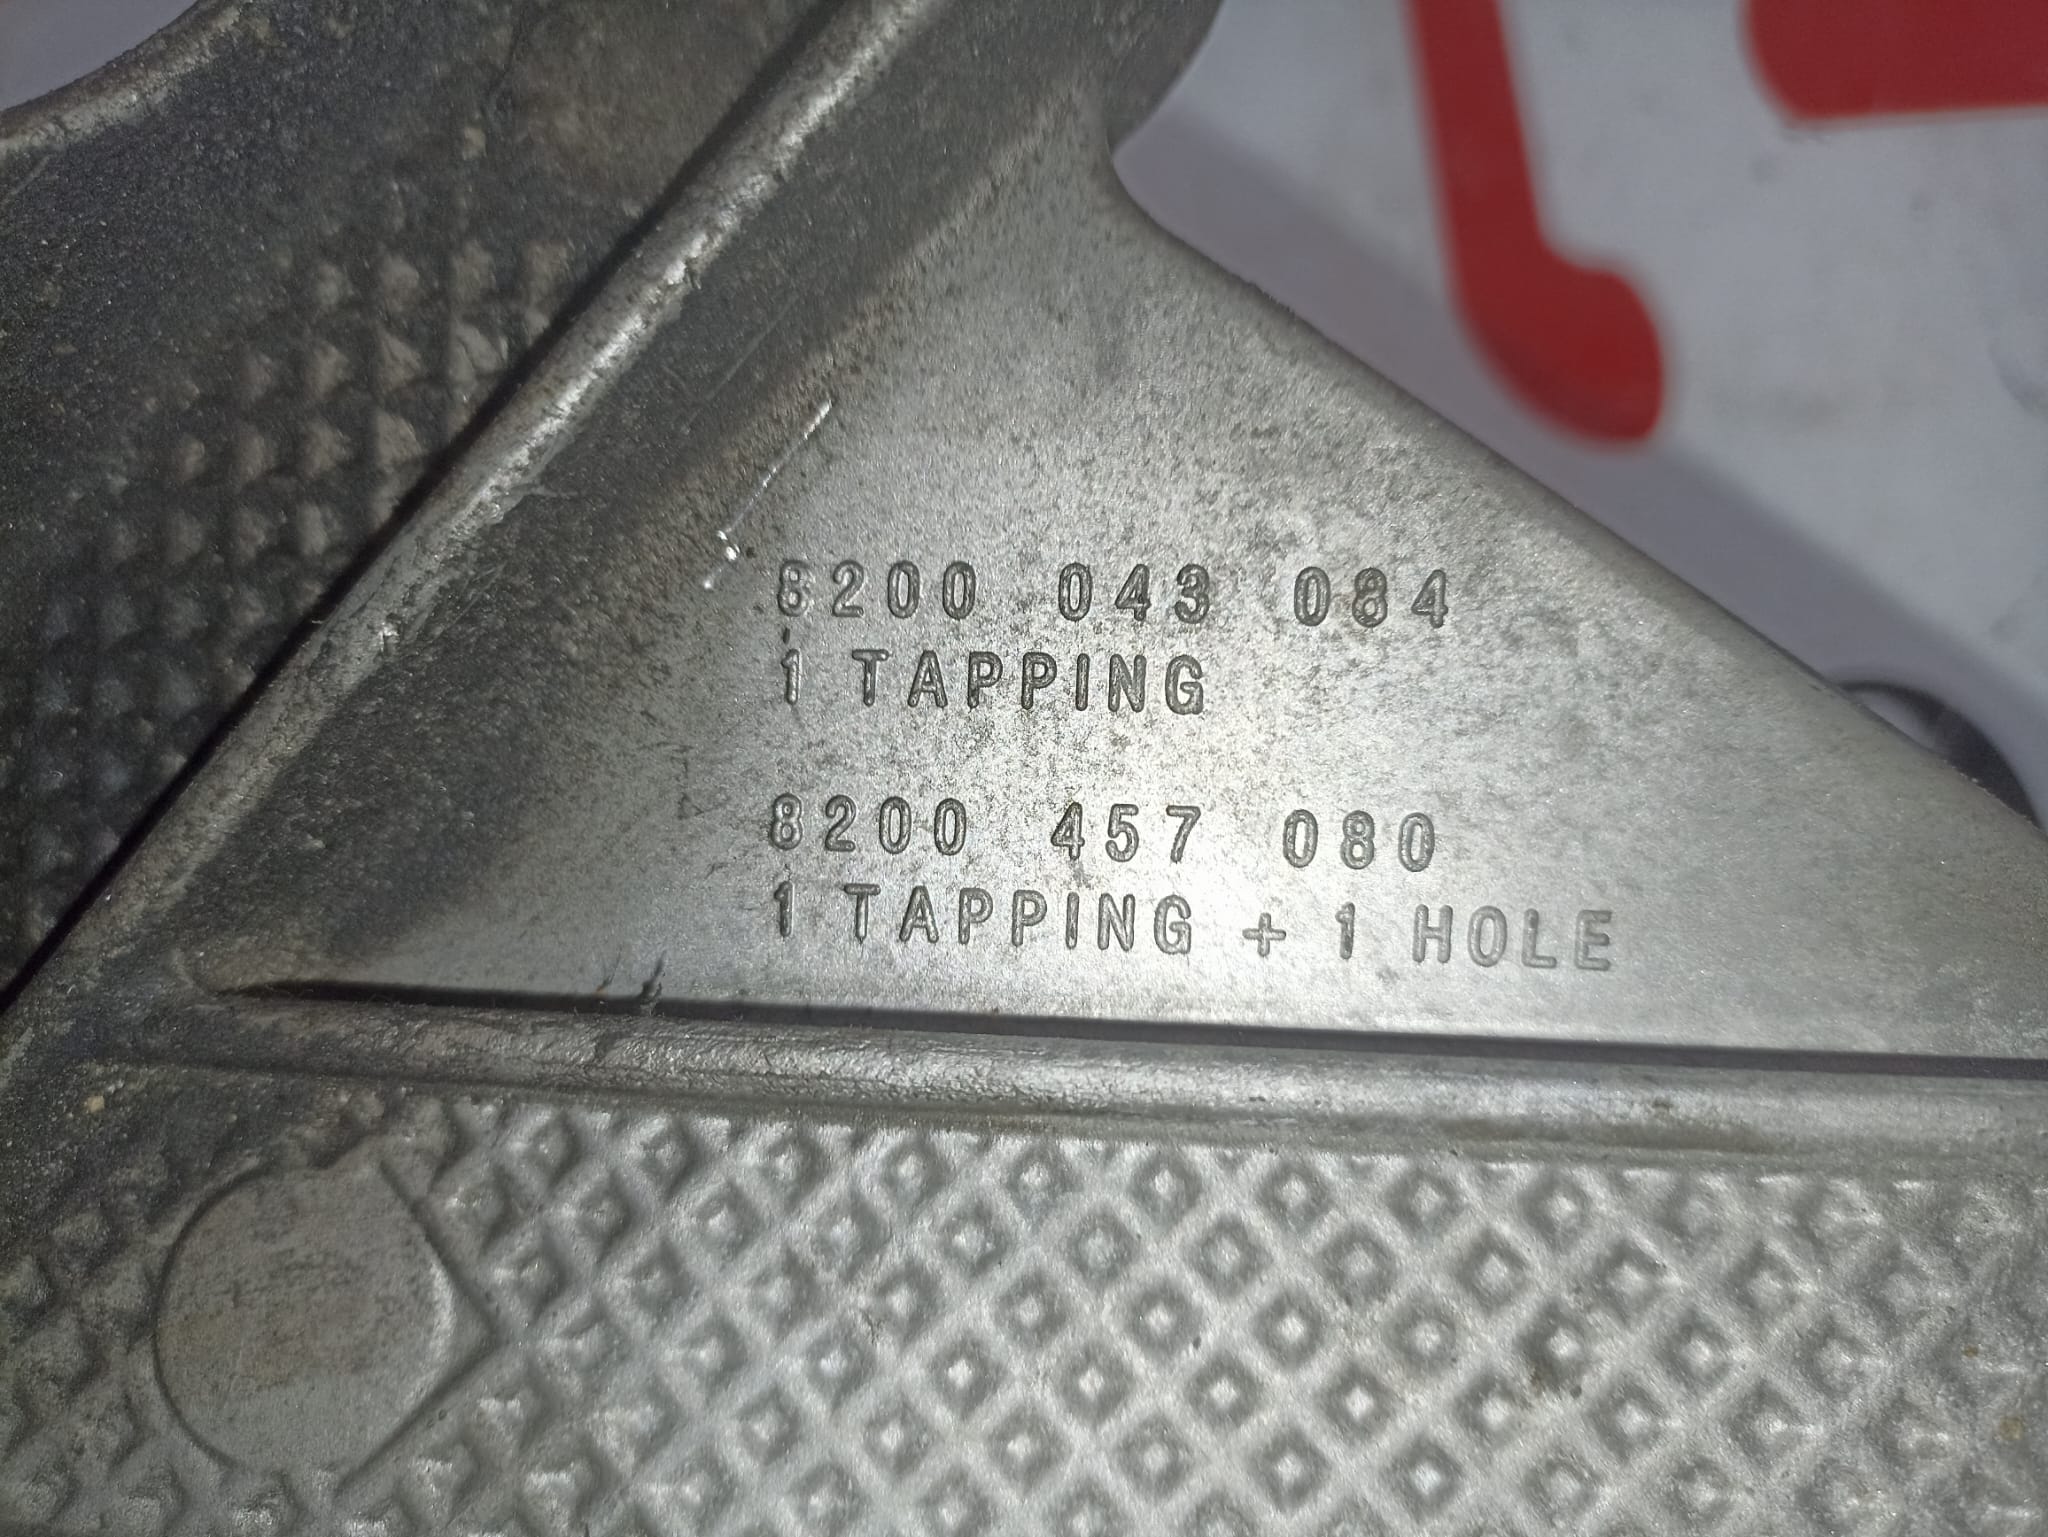 8200 043 084
1 TAPPING
8200 457 080
1 TAPPING + 1 HOLE